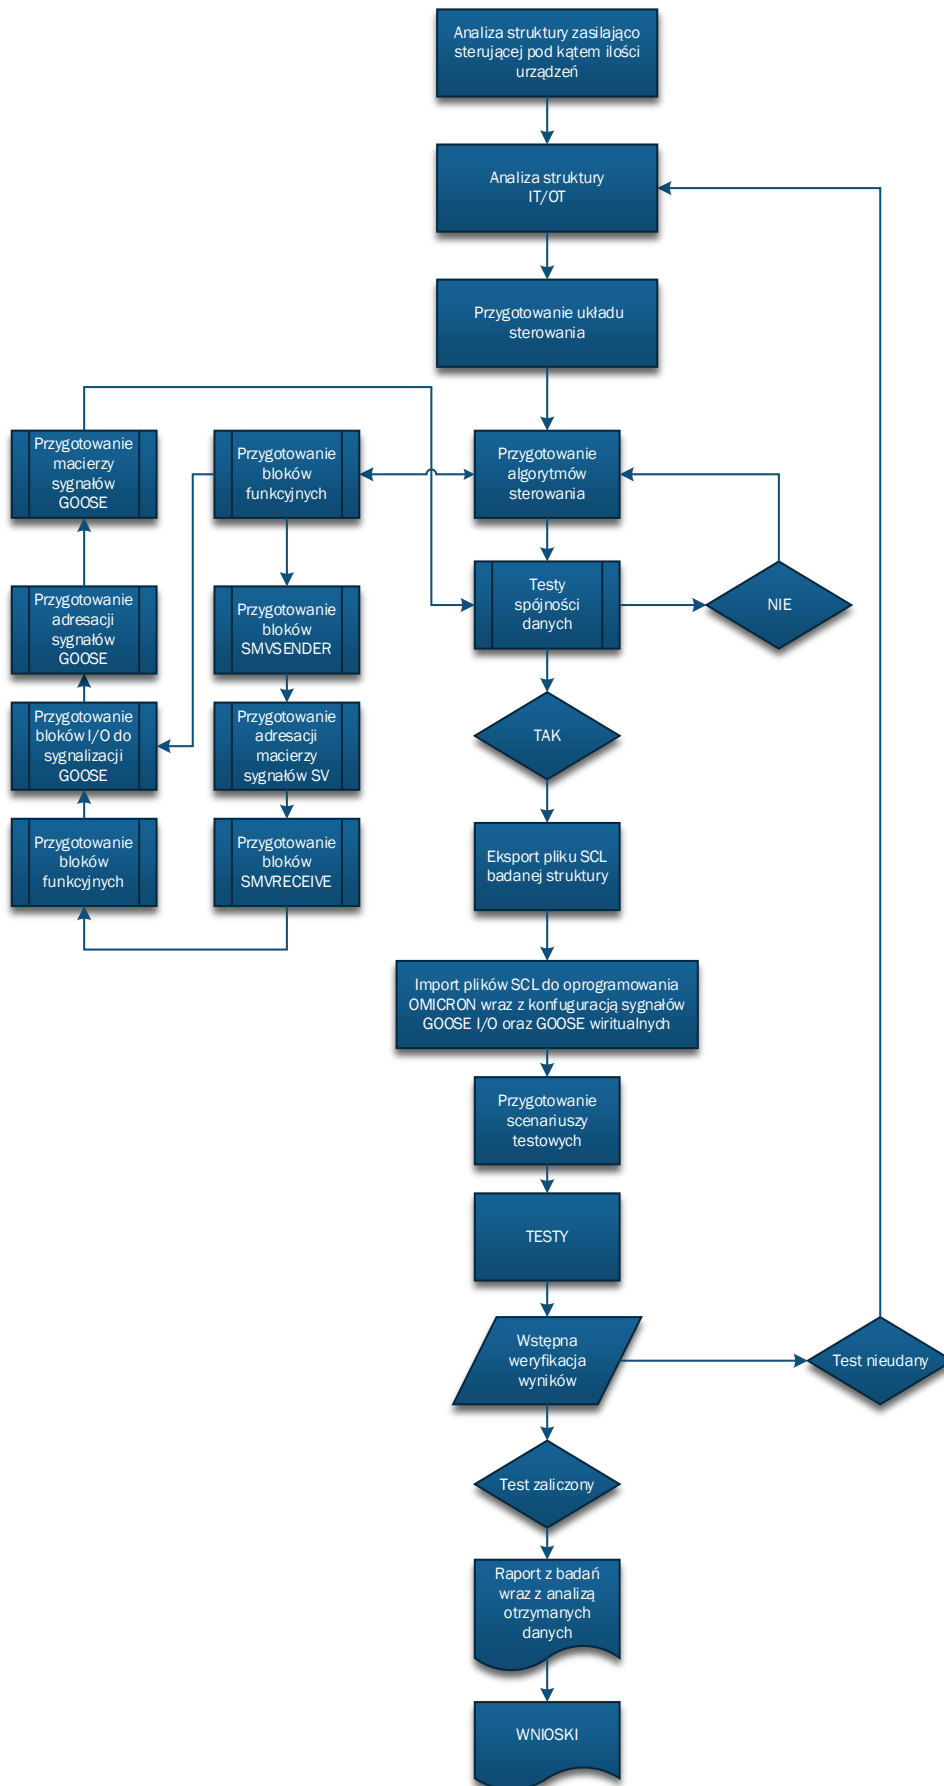 Analiza struktury zasilająco
sterującej pod kątem ilości
urządzeń
Analiza struktury
IT/OT
Przygotowanie układu
sterowania
Przygotowanie
macierzy
sygnałów
GOOSE
Przygotowanie
bloków
funkcyjnych
Przygotowanie
algorytmów
sterowania
Przygotowanie
adresacji
sygnałów
GOOSE
Przygotowanie
bloków
SMVSENDER
Testy
spójności
danych
NIE
Przygotowanie
bloków I/O do
sygnalizacji
GOOSE
Przygotowanie
adresacji
macierzy
sygnałów SV
TAK
Przygotowanie
bloków
funkcyjnych
Przygotowanie
bloków
SMVRECEIVE
Eksport pliku SCL
badanej struktury
Import plików SCL do oprogramowania
OMICRON wraz z konfuguracją sygnałów
GOOSE I/O oraz GOOSE wiritualnych
Przygotowanie
scenariuszy
testowych
TESTY
Wstępna
weryfikacja
wyników
Test nieudany
Test zaliczony
Raport z badań
wraz z analizą
otrzymanych
danych
WNIOSKI